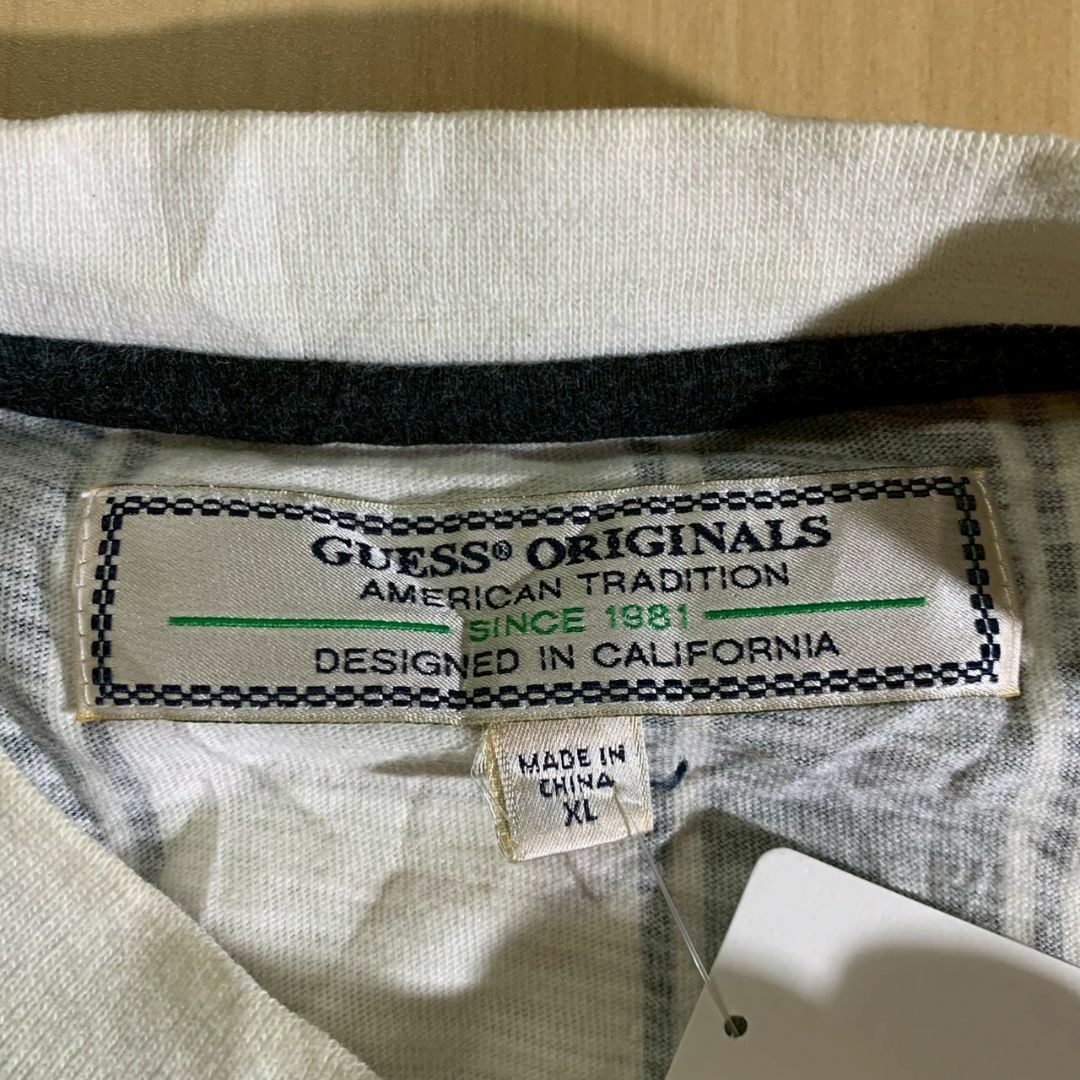 GUESS® ORIGINALS
AMERICAN TRADITION
SINCE 1981
DESIGNED IN CALIFORNIA
MADE IN
CHINA
XL